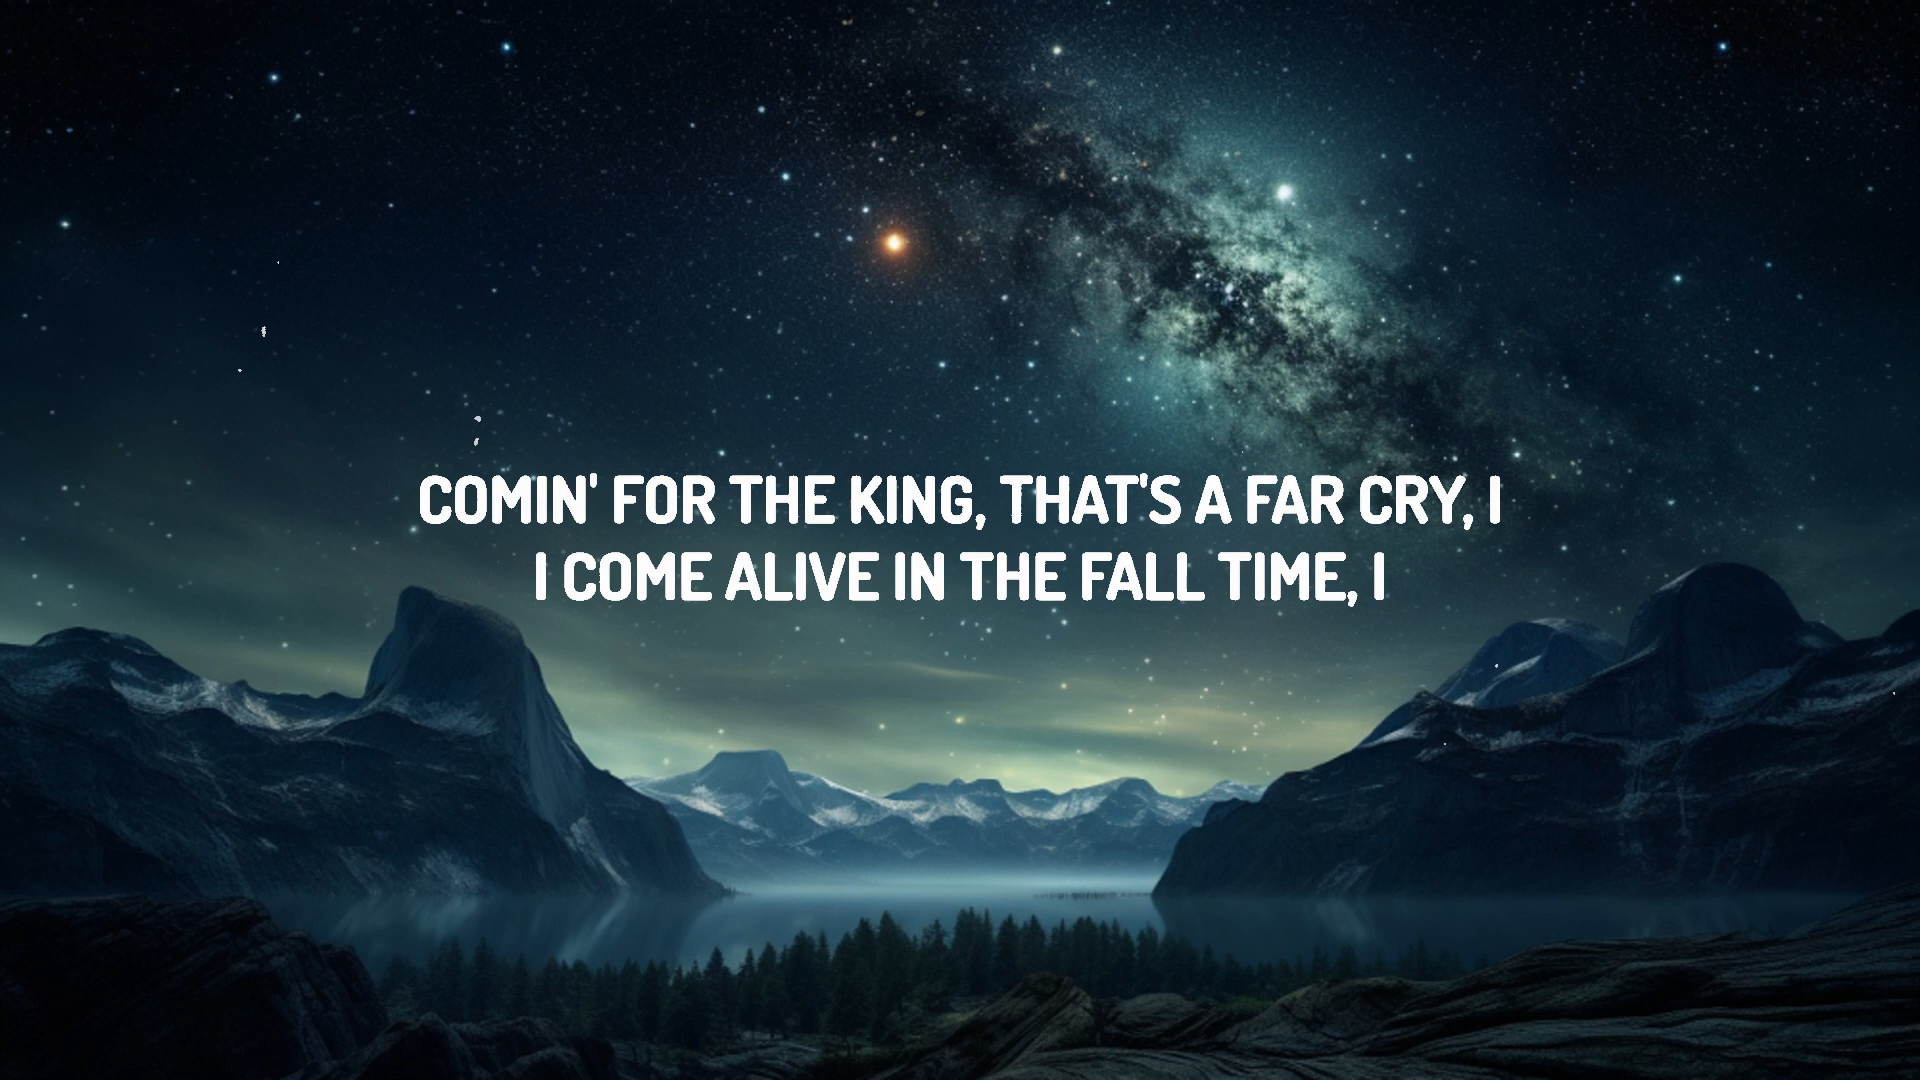 COMIN' FOR THE KING, THAT'S A FAR CRY, I
I COME ALIVE IN THE FALL TIME, I